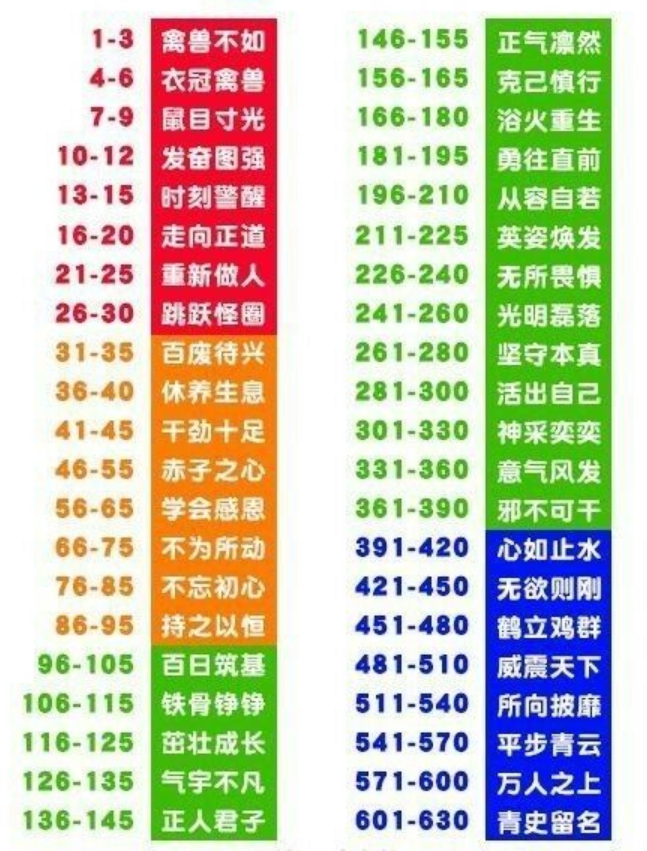 1-3 禽兽不如
4-6 衣冠禽兽
7-9 鼠目寸光
10-12 发奋图强
13-15 时刻警醒
16-20 走向正道
21-25 重新做人
26-30 跳跃怪圈
31-35 百废待兴
36-40 休养生息
41-45 干劲十足
46-55 赤子之心
56-65 学会感恩
66-75 不为所动
76-85 不忘初心
86-95 持之以恒
96-105 百日筑基
106-115 铁骨铮铮
116-125 茁壮成长
126-135 气宇不凡
136-145 正人君子
146-155 正气凛然
156-165 克己慎行
166-180 浴火重生
181-195 勇往直前
196-210 从容自若
211-225 英姿焕发
226-240 无所畏惧
241-260 光明磊落
261-280 坚守本真
281-300 活出自己
301-330 神采奕奕
331-360 意气风发
361-390 邪不可干
391-420 心如止水
421-450 无欲则刚
451-480 鹤立鸡群
481-510 威震天下
511-540 所向披靡
541-570 平步青云
571-600 万人之上
601-630 青史留名